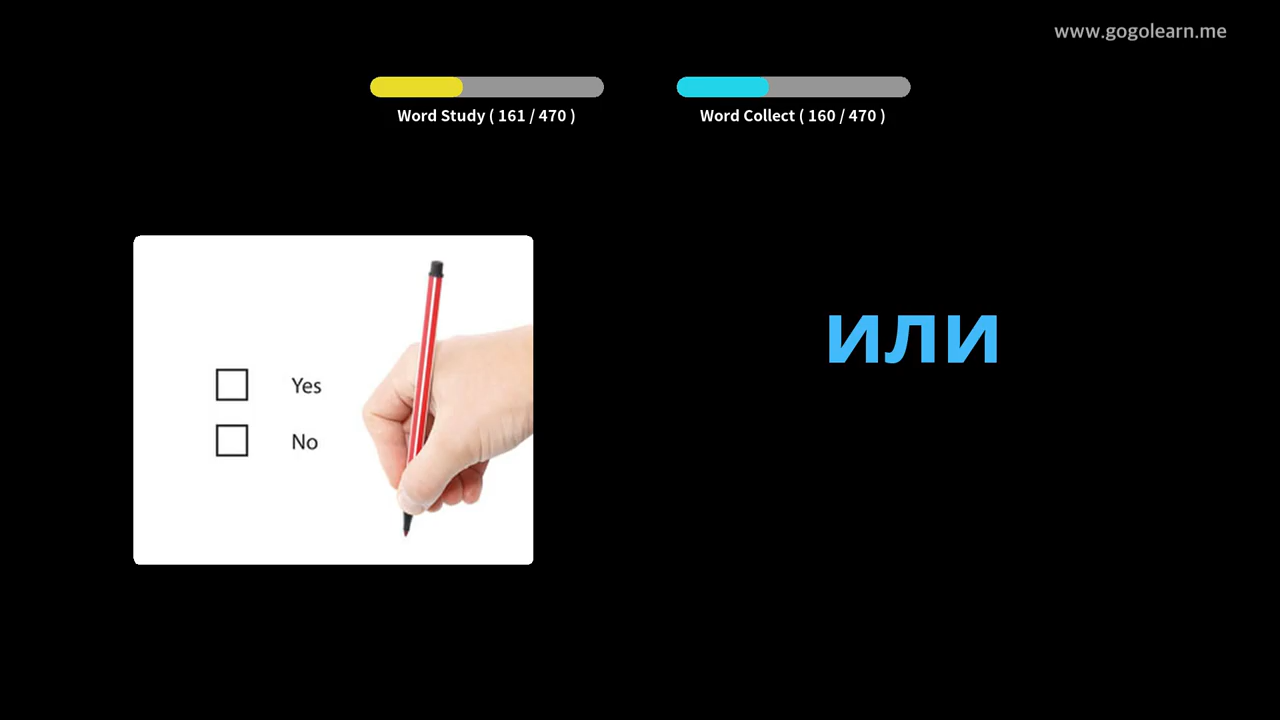 www.gogolearn.me
Word Study ( 161 / 470 )
Word Collect ( 160 / 470 )
Yes
No
или